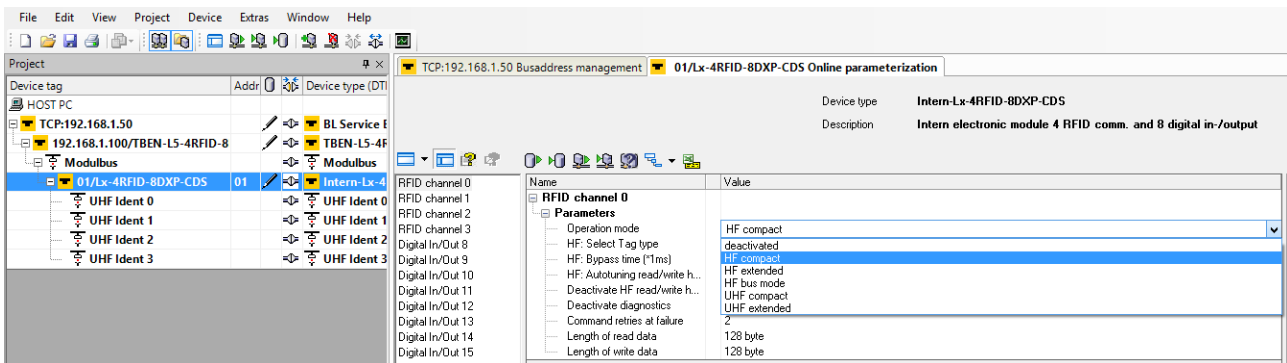 File Edit View Project Device Extras Window Help
Project
Device tag Addr Device type (DT
HOST PC
TCP:192.168.1.50 BL Service E
192.168.1.100/TBEN-L5-4RFID-8 TBEN-L5-4R
Modulbus Modulbus
01/Lx-4RFID-8DXP-CDS 01 Intern-Lx-4
UHF Ident 0 UHF Ident 0
UHF Ident 1 UHF Ident 1
UHF Ident 2 UHF Ident 2
UHF Ident 3 UHF Ident 3
TCP:192.168.1.50 Busaddress management 01/Lx-4RFID-8DXP-CDS Online parameterization
Device type Intern-Lx-4RFID-8DXP-CDS
Description Intern electronic module 4 RFID comm. and 8 digital in-/output
RFID channel 0
RFID channel 1
RFID channel 2
RFID channel 3
Digital In/Out 8
Digital In/Out 9
Digital In/Out 10
Digital In/Out 11
Digital In/Out 12
Digital In/Out 13
Digital In/Out 14
Digital In/Out 15
Name Value
RFID channel 0
Parameters
Operation mode HF compact
HF: Select Tag type
HF: Bypass time (*1ms)
HF: Autotuning read/write h...
Deactivate HF read/write h...
Deactivate diagnostics
Command retries at failure 2
Length of read data 128 byte
Length of write data 128 byte
deactivated
HF compact
HF extended
HF bus mode
UHF compact
UHF extended